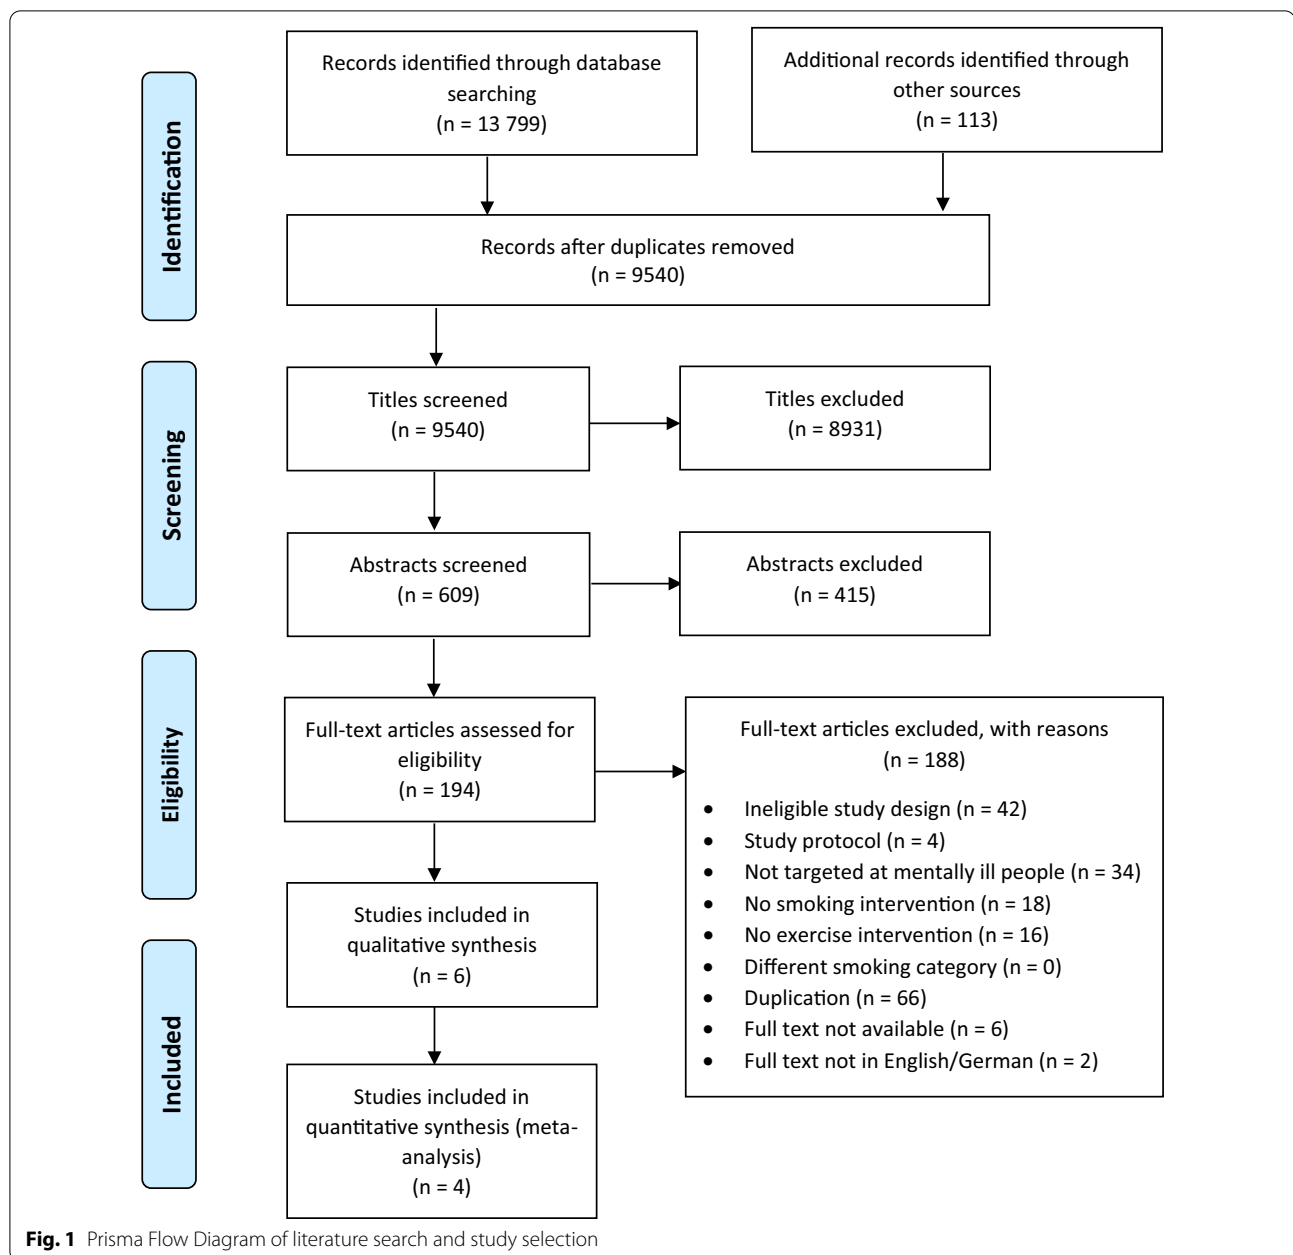 Identification
Records identified through database
searching
(n = 13 799)
Additional records identified through
other sources
(n = 113)
Records after duplicates removed
(n = 9540)
Screening
Titles screened
(n = 9540)
Titles excluded
(n = 8931)
Abstracts screened
(n = 609)
Abstracts excluded
(n = 415)
Eligibility
Full-text articles assessed for
eligibility
(n = 194)
Full-text articles excluded, with reasons
(n = 188)
• Ineligible study design (n = 42)
• Study protocol (n = 4)
• Not targeted at mentally ill people (n = 34)
• No smoking intervention (n = 18)
• No exercise intervention (n = 16)
• Different smoking category (n = 0)
• Duplication (n = 66)
• Full text not available (n = 6)
• Full text not in English/German (n = 2)
Included
Studies included in
qualitative synthesis
(n = 6)
Studies included in
quantitative synthesis (meta-
analysis)
(n = 4)
Fig. 1 Prisma Flow Diagram of literature search and study selection